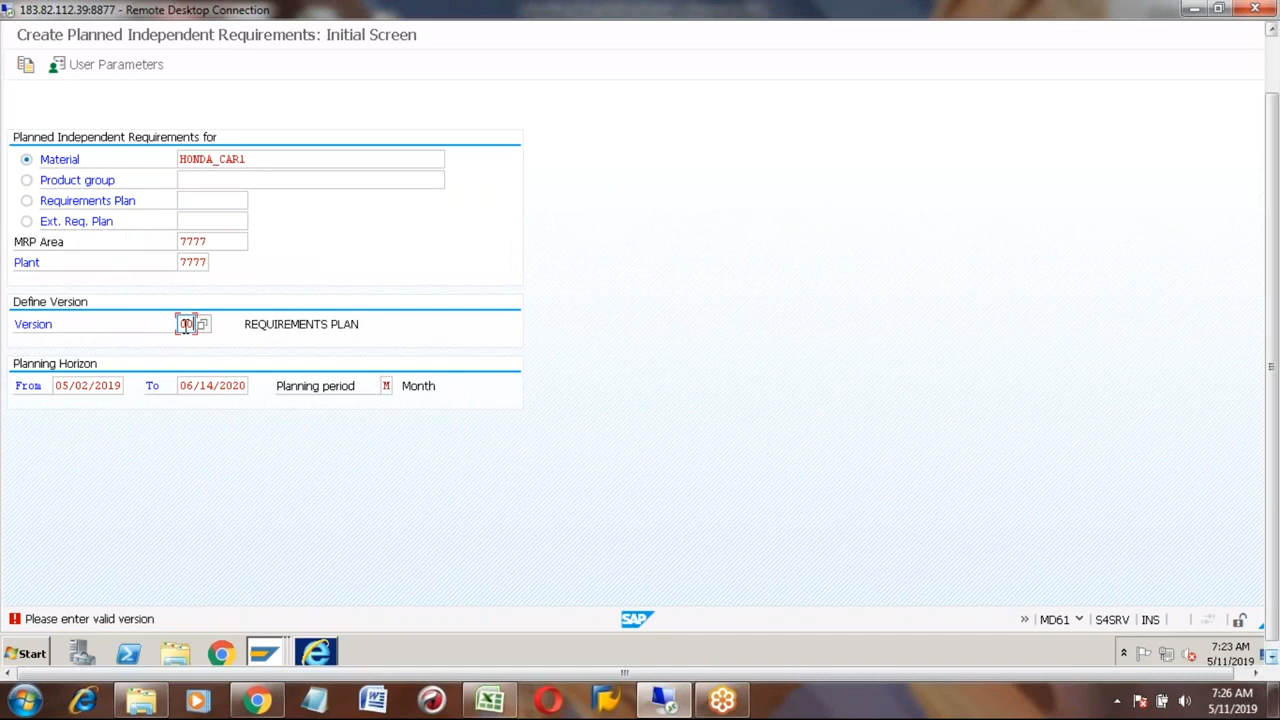 183.82.112.39:8877 - Remote Desktop Connection
Create Planned Independent Requirements: Initial Screen
User Parameters
Planned Independent Requirements for
Material HONDA_CAR1
Product group
Requirements Plan
Ext. Req. Plan
MRP Area 7777
Plant 7777
Define Version
Version 00 REQUIREMENTS PLAN
Planning Horizon
From 05/02/2019 To 06/14/2020 Planning period M Month
Please enter valid version SAP » MD61 S4SRV INS
Start 7:23 AM
5/11/2019
7:26 AM
5/11/2019